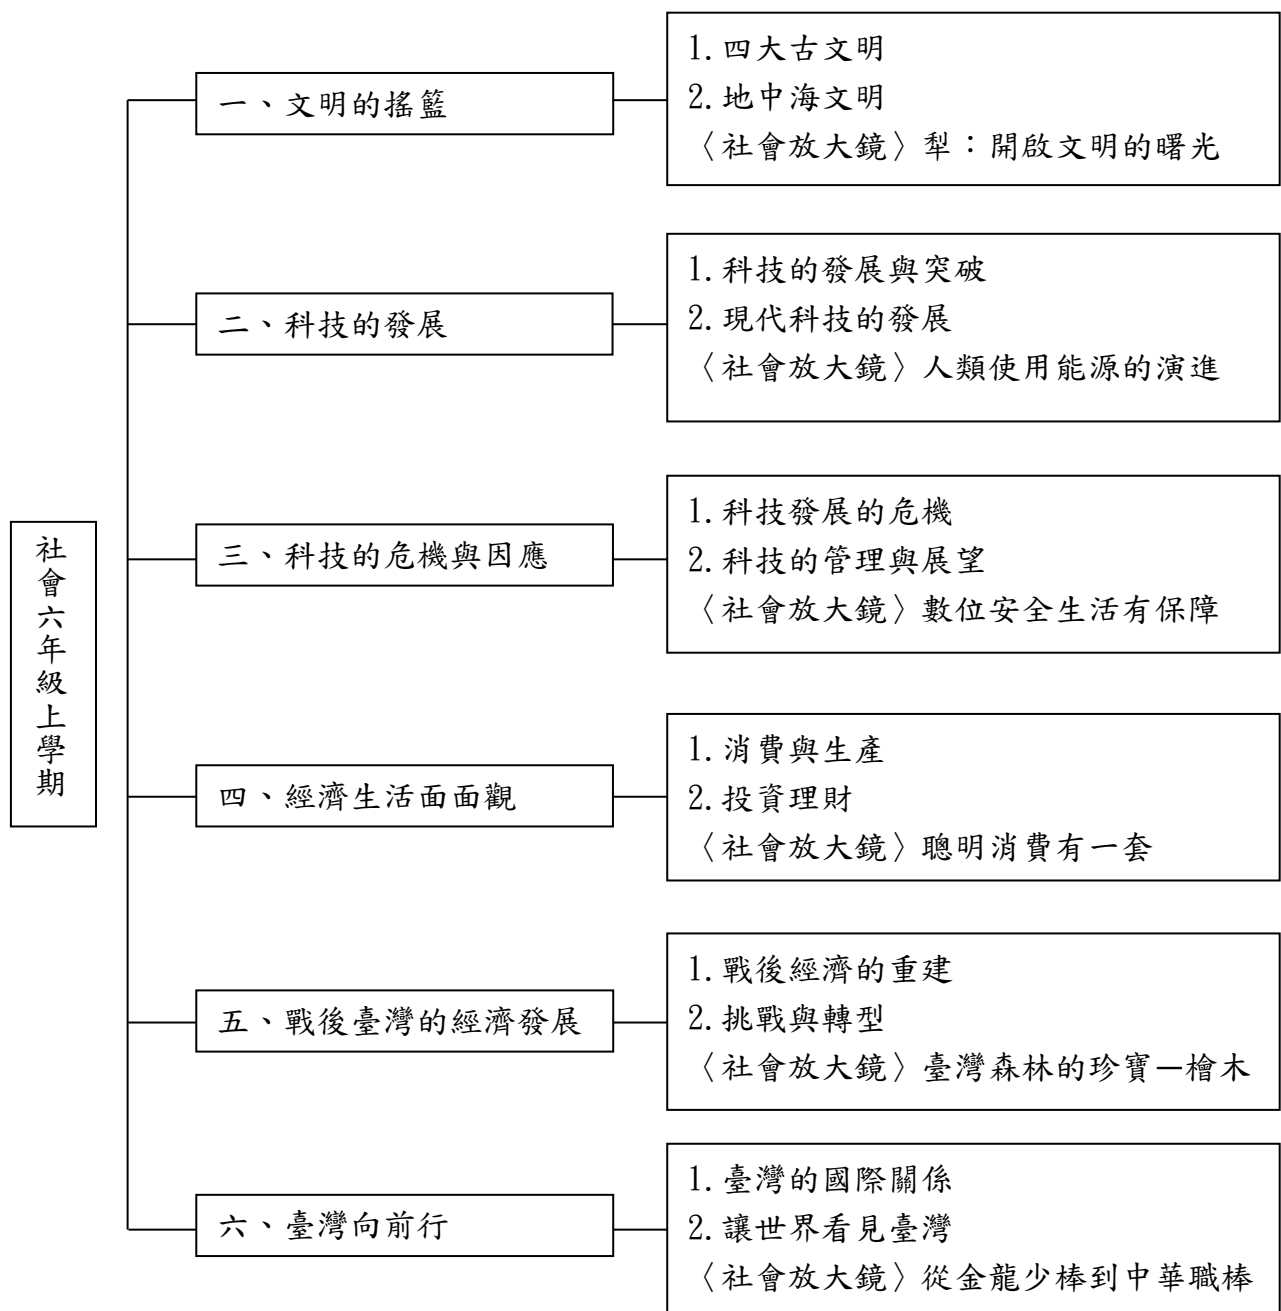 社會六年級上學期
一、文明的搖籃
1.四大古文明
2.地中海文明
〈社會放大鏡〉犁：開啟文明的曙光
二、科技的發展
1.科技的發展與突破
2.現代科技的發展
〈社會放大鏡〉人類使用能源的演進
三、科技的危機與因應
1.科技發展的危機
2.科技的管理與展望
〈社會放大鏡〉數位安全生活有保障
四、經濟生活面面觀
1.消費與生產
2.投資理財
〈社會放大鏡〉聰明消費有一套
五、戰後臺灣的經濟發展
1.戰後經濟的重建
2.挑戰與轉型
〈社會放大鏡〉臺灣森林的珍寶—檜木
六、臺灣向前行
1.臺灣的國際關係
2.讓世界看見臺灣
〈社會放大鏡〉從金龍少棒到中華職棒